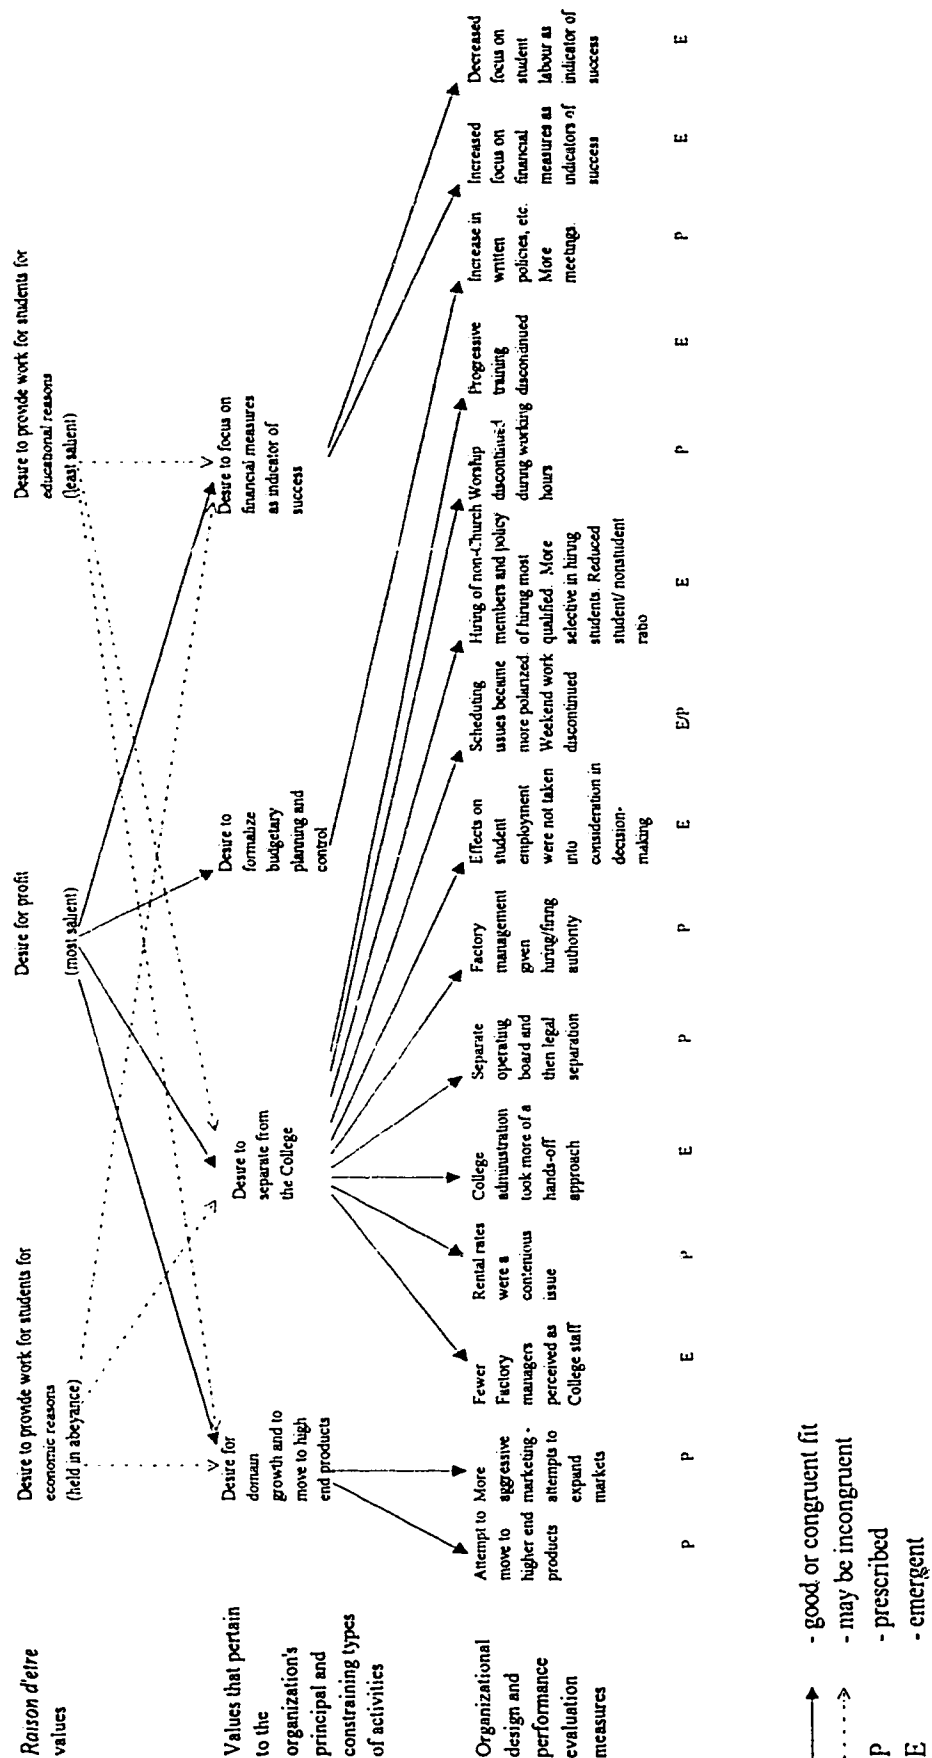 Raison d'etre
values
Desire to provide work for students for
economic reasons
(held in abeyance)
Desire for profit
(most salient)
Desire to provide work for students for
educational reasons
(least salient)
Values that pertain
to the
organization's
principal and
constraining types
of activities
Desire for
domain
growth and to
move to high
end products
Desire to
separate from
the College
Desire to
formalize
budgetary
planning and
control
Desire to focus on
financial measures
as indicator of
success
Organizational
design and
performance
evaluation
measures
Attempt to
move to
higher end
products
More
aggressive
marketing -
attempts to
expand
markets
Fewer
Factory
managers
perceived as
College staff
Rental rates
were a
contentious
issue
College
administration
took more of a
hands-off
approach
Separate
operating
board and
then legal
separation
Factory
management
given
hiring/firing
authority
Effects on
student
employment
were not taken
into
consideration in
decision-
making
Scheduling
issues became
more polarized.
Weekend work
discontinued
Hiring of non-Church
members and policy
of hiring most
qualified. More
selective in hiring
students. Reduced
student/ nonstudent
ratio
Worship
discontinued
during working
hours
Progressive
training
discontinued
Increase in
written
policies, etc.
More
meetings.
Increased
focus on
financial
measures as
indicators of
success
Decreased
focus on
student
labour as
indicator of
success
P P E P E P P E E/P E P E P E E
- good or congruent fit
- may be incongruent
P - prescribed
E - emergent